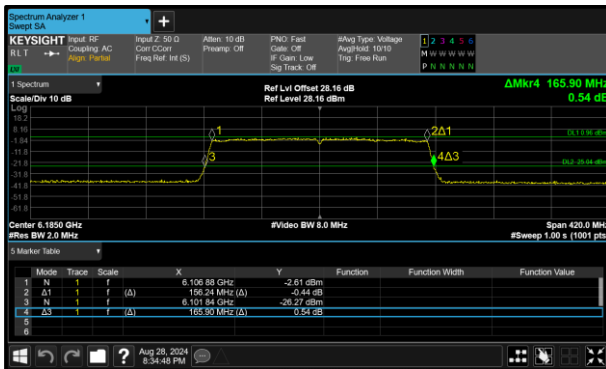 Spectrum Analyzer 1
Swept SA
KEYSIGHT Input: RF Input Z: 50 Ω Atten: 10 dB PNO: Fast #Avg Type: Voltage 1 2 3 4 5 6
RLT Coupling: AC Corr CCorr Preamp: Off Gate: Off Avg|Hold: 10/10 M W W W W W
Align: Partial Freq Ref: Int (S) IF Gain: Low Trig: Free Run
Sig Track: Off P N N N N N
1 Spectrum Ref Lvl Offset 28.16 dB ΔMkr4 165.90 MHz
Scale/Div 10 dB Ref Level 28.16 dBm 0.54 dB
Log
18.2
8.16
1 2Δ1 DL1 0.96 dBm
-1.84
-11.8
3 4Δ3 DL2 -25.04 dBm
-21.8
-31.8
-41.8
-51.8
-61.8
Center 6.1850 GHz #Video BW 8.0 MHz Span 420.0 MHz
#Res BW 2.0 MHz #Sweep 1.00 s (1001 pts)
5 Marker Table
Mode Trace Scale X Y Function Function Width Function Value
1 N 1 f 6.106 88 GHz -2.61 dBm
2 Δ1 1 f (Δ) 156.24 MHz (Δ) -0.44 dB
3 N 1 f 6.101 84 GHz -26.27 dBm
4 Δ3 1 f (Δ) 165.90 MHz (Δ) 0.54 dB
5
6
? Aug 28, 2024
8:34:48 PM